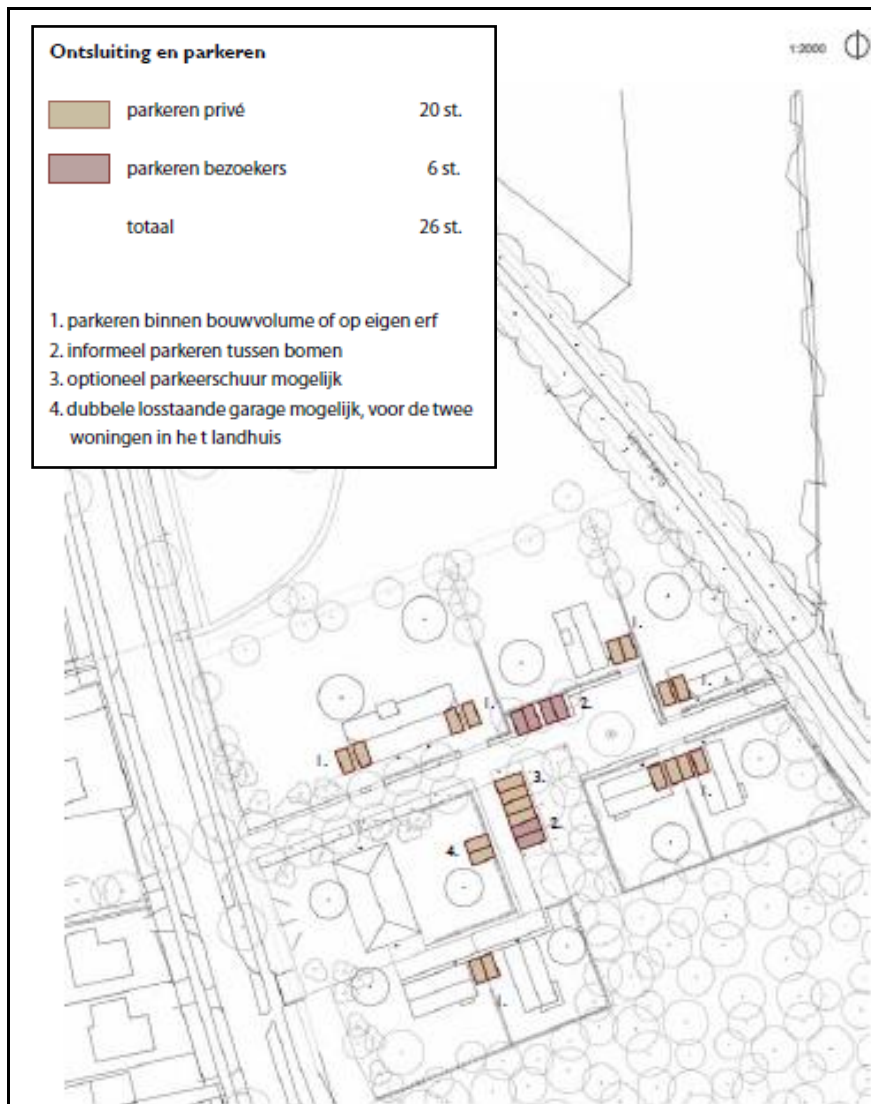 Ontsluiting en parkeren
1:2000
parkeren privé 20 st.
parkeren bezoekers 6 st.
totaal 26 st.
1. parkeren binnen bouwvolume of op eigen erf
2. informeel parkeren tussen bomen
3. optioneel parkeerschuur mogelijk
4. dubbele losstaande garage mogelijk, voor de twee
woningen in he t landhuis
1.
1.
1.
2.
1.
3.
1.
2.
4.
1.